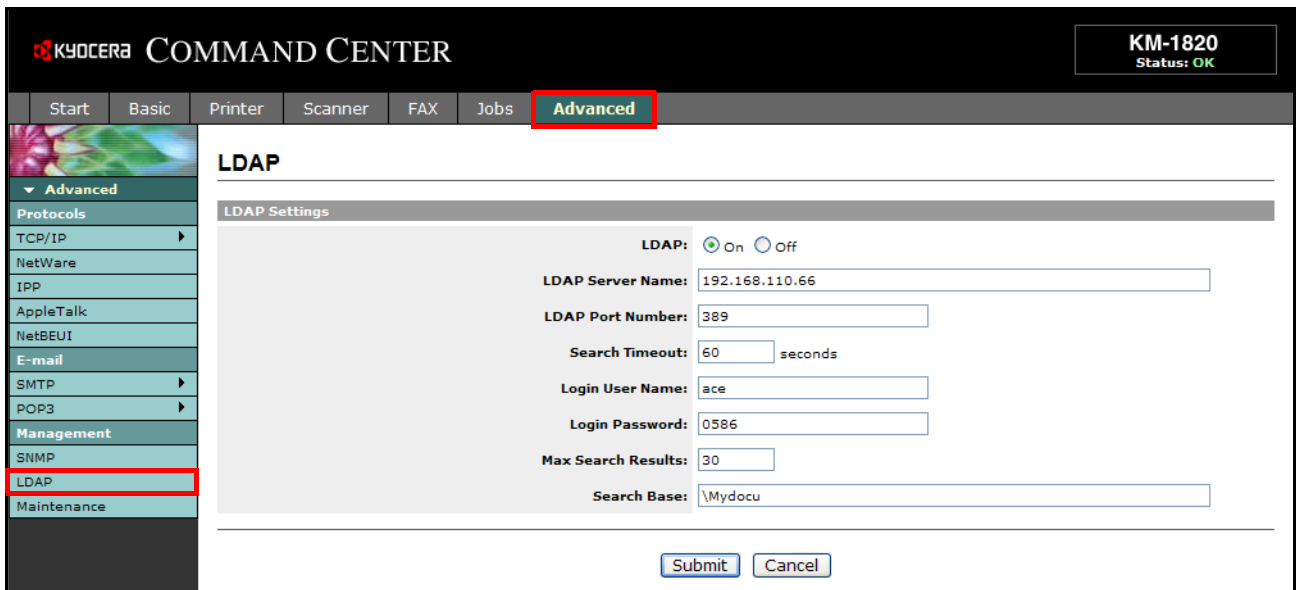 KYOCERA COMMAND CENTER
KM-1820
Status: OK
Start Basic Printer Scanner FAX Jobs Advanced
Advanced
Protocols
TCP/IP
NetWare
IPP
AppleTalk
NetBEUI
E-mail
SMTP
POP3
Management
SNMP
LDAP
Maintenance
LDAP
LDAP Settings
LDAP: On Off
LDAP Server Name: 192.168.110.66
LDAP Port Number: 389
Search Timeout: 60 seconds
Login User Name: ace
Login Password: 0586
Max Search Results: 30
Search Base: \Mydocu
Submit Cancel